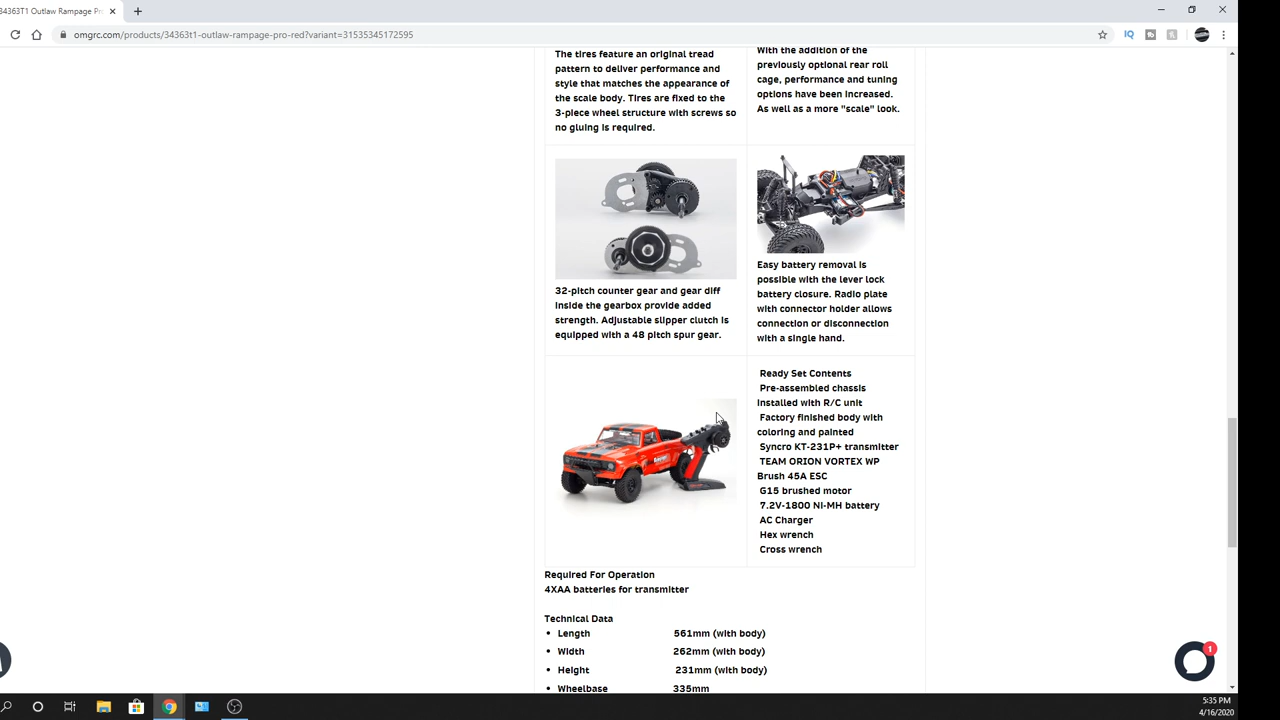 34363T1 Outlaw Rampage Pro
omgrc.com/products/34363t1-outlaw-rampage-pro-red?variant=31535345172595
IQ
The tires feature an original tread
pattern to deliver performance and
style that matches the appearance of
the scale body. Tires are fixed to the
3-piece wheel structure with screws so
no gluing is required.
With the addition of the
previously optional rear roll
cage, performance and tuning
options have been increased.
As well as a more "scale" look.
32-pitch counter gear and gear diff
inside the gearbox provide added
strength. Adjustable slipper clutch is
equipped with a 48 pitch spur gear.
Easy battery removal is
possible with the lever lock
battery closure. Radio plate
with connector holder allows
connection or disconnection
with a single hand.
Ready Set Contents
Pre-assembled chassis
Installed with R/C unit
Factory finished body with
coloring and painted
Syncro KT-231P+ transmitter
TEAM ORION VORTEX WP
Brush 45A ESC
G15 brushed motor
7.2V-1800 Ni-MH battery
AC Charger
Hex wrench
Cross wrench
Required For Operation
4XAA batteries for transmitter
Technical Data
• Length 561mm (with body)
• Width 262mm (with body)
• Height 231mm (with body)
• Wheelbase 335mm
1
5:35 PM
4/16/2020